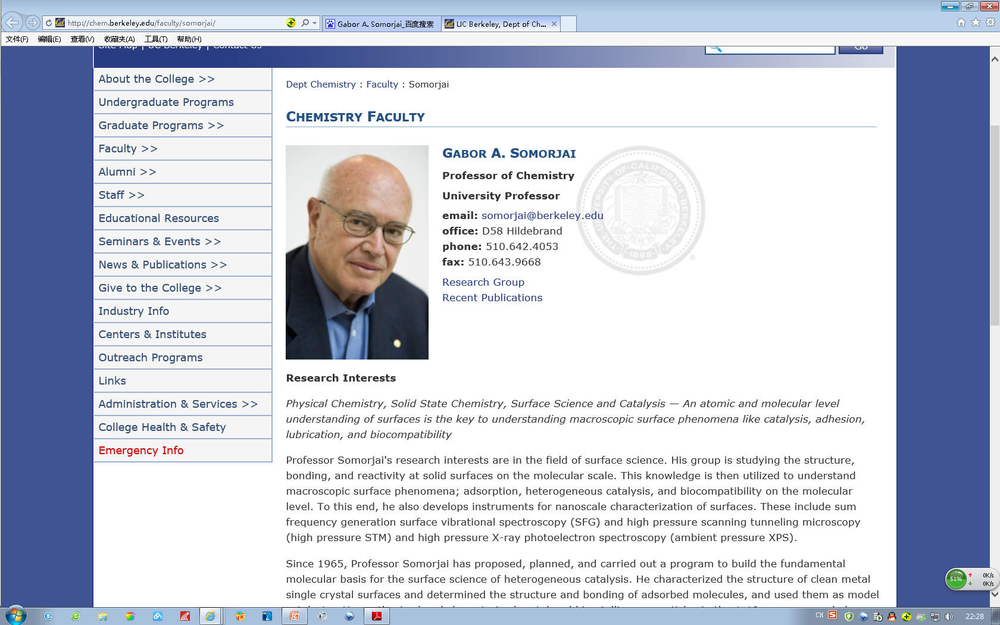 http://chem.berkeley.edu/faculty/somorjai/
Gabor A. Somorjai_百度搜索
UC Berkeley, Dept of Ch...
文件(F) 编辑(E) 查看(V) 收藏夹(A) 工具(T) 帮助(H)
Site Map | UC Berkeley | Contact Us
Go
About the College >>
Undergraduate Programs
Graduate Programs >>
Faculty >>
Alumni >>
Staff >>
Educational Resources
Seminars & Events >>
News & Publications >>
Give to the College >>
Industry Info
Centers & Institutes
Outreach Programs
Links
Administration & Services >>
College Health & Safety
Emergency Info
Dept Chemistry : Faculty : Somorjai
CHEMISTRY FACULTY
GABOR A. SOMORJAI
Professor of Chemistry
University Professor
email: somorjai@berkeley.edu
office: D58 Hildebrand
phone: 510.642.4053
fax: 510.643.9668
Research Group
Recent Publications
THE UNIVERSITY OF CALIFORNIA BERKELEY
1868
Research Interests
Physical Chemistry, Solid State Chemistry, Surface Science and Catalysis — An atomic and molecular level
understanding of surfaces is the key to understanding macroscopic surface phenomena like catalysis, adhesion,
lubrication, and biocompatibility
Professor Somorjai's research interests are in the field of surface science. His group is studying the structure,
bonding, and reactivity at solid surfaces on the molecular scale. This knowledge is then utilized to understand
macroscopic surface phenomena; adsorption, heterogeneous catalysis, and biocompatibility on the molecular
level. To this end, he also develops instruments for nanoscale characterization of surfaces. These include sum
frequency generation surface vibrational spectroscopy (SFG) and high pressure scanning tunneling microscopy
(high pressure STM) and high pressure X-ray photoelectron spectroscopy (ambient pressure XPS).
Since 1965, Professor Somorjai has proposed, planned, and carried out a program to build the fundamental
molecular basis for the surface science of heterogeneous catalysis. He characterized the structure of clean metal
single crystal surfaces and determined the structure and bonding of adsorbed molecules, and used them as model
51%
0K/s
0K/s
CH
22:28